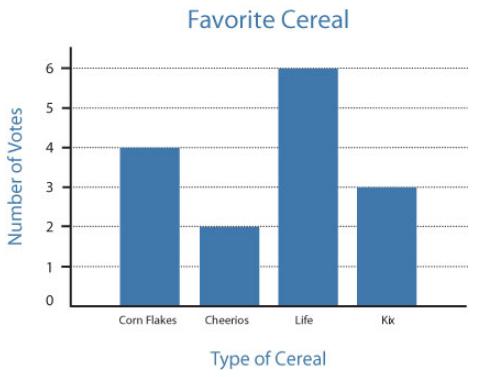 Favorite Cereal
Number of Votes
6
5
4
3
2
1
0
Corn Flakes Cheerios Life Kix
Type of Cereal